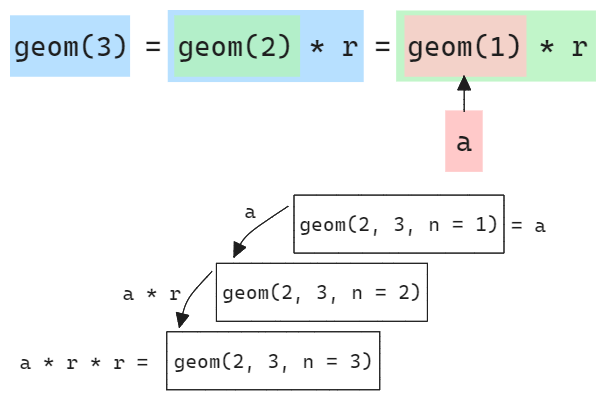 geom(3) = geom(2) * r = geom(1) * r
a
a
geom(2, 3, n = 1) = a
a * r
geom(2, 3, n = 2)
a * r * r = geom(2, 3, n = 3)